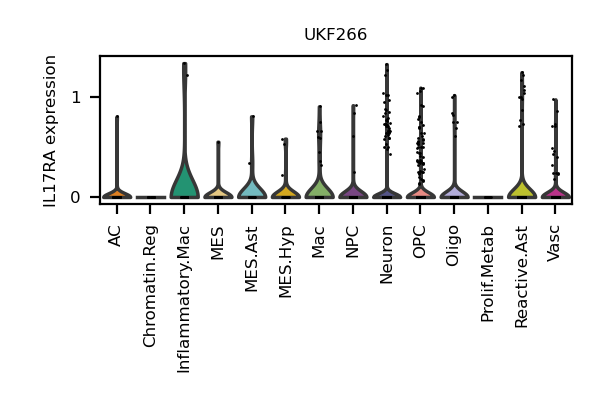 UKF266
IL17RA expression
1
0
AC
Chromatin.Reg
Inflammatory.Mac
MES
MES.Ast
MES.Hyp
Mac
NPC
Neuron
OPC
Oligo
Prolif.Metab
Reactive.Ast
Vasc